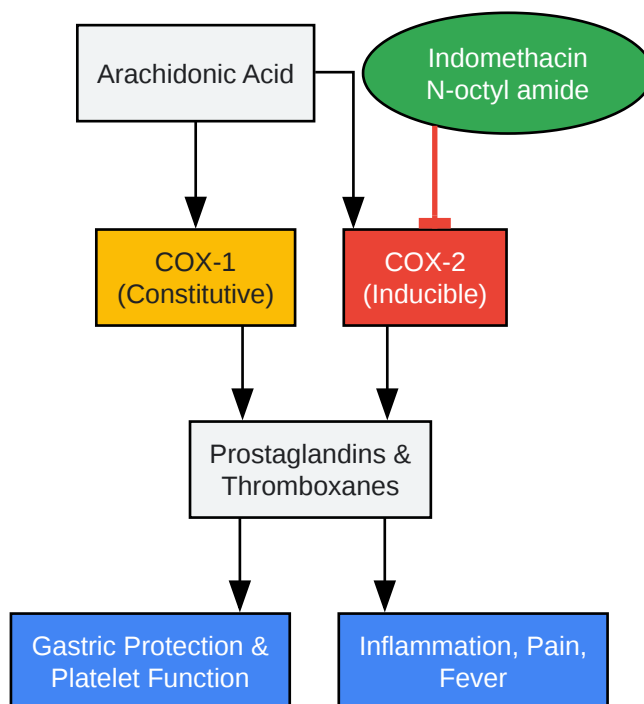 Arachidonic Acid
Indomethacin
N-octyl amide
COX-1
(Constitutive)
COX-2
(Inducible)
Prostaglandins &
Thromboxanes
Gastric Protection &
Platelet Function
Inflammation, Pain,
Fever